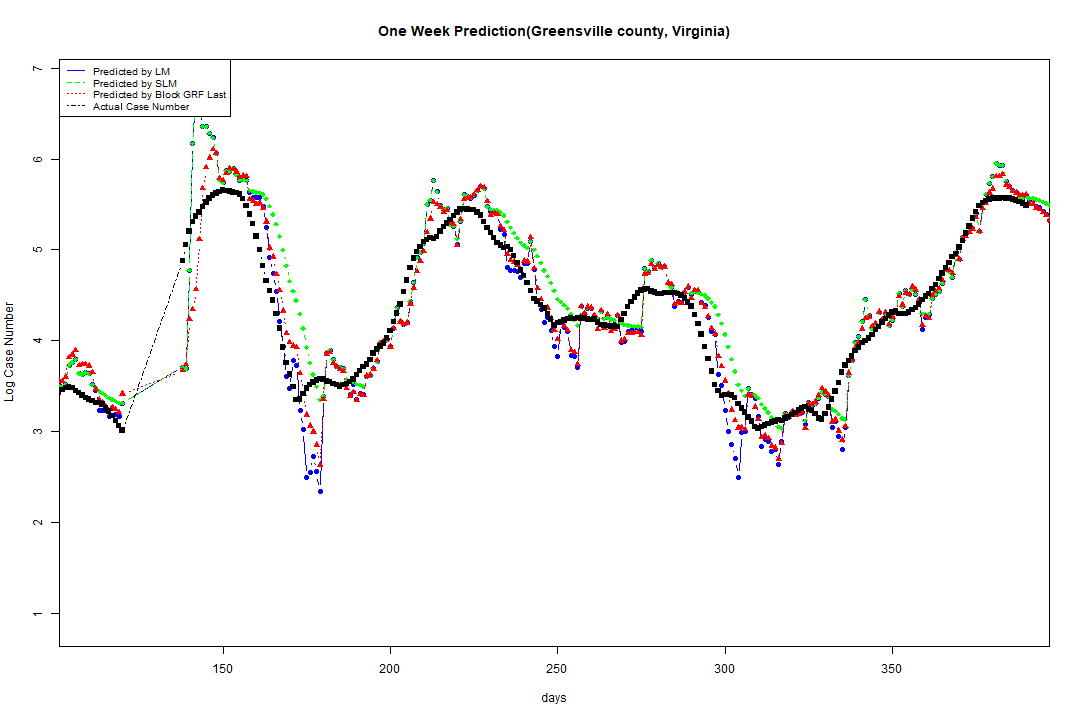 One Week Prediction(Greensville county, Virginia)
Predicted by LM
Predicted by SLM
Predicted by Block GRF Last
Actual Case Number
Log Case Number
7
6
5
4
3
2
1
150 200 250 300 350
days